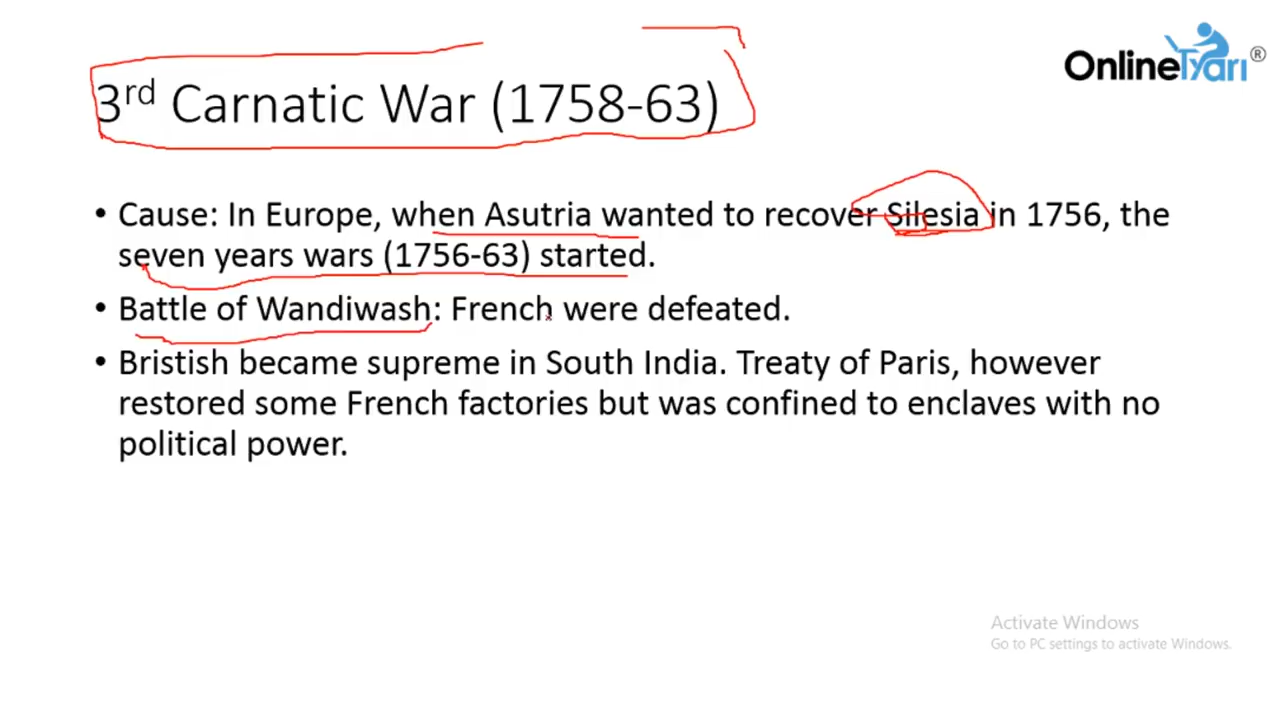 OnlineTyari ®
3rd Carnatic War (1758-63)
• Cause: In Europe, when Asutria wanted to recover Silesia in 1756, the
seven years wars (1756-63) started.
• Battle of Wandiwash: French were defeated.
• Bristish became supreme in South India. Treaty of Paris, however
restored some French factories but was confined to enclaves with no
political power.
Activate Windows
Go to PC settings to activate Windows.